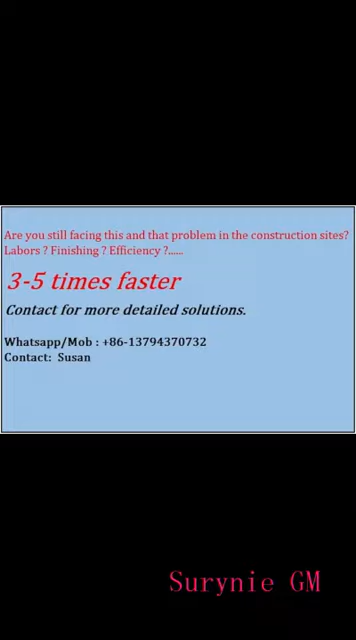 Are you still facing this and that problem in the construction sites?
Labors ? Finishing ? Efficiency ?......
3-5 times faster
Contact for more detailed solutions.
Whatsapp/Mob : +86-13794370732
Contact:  Susan
Surynie GM